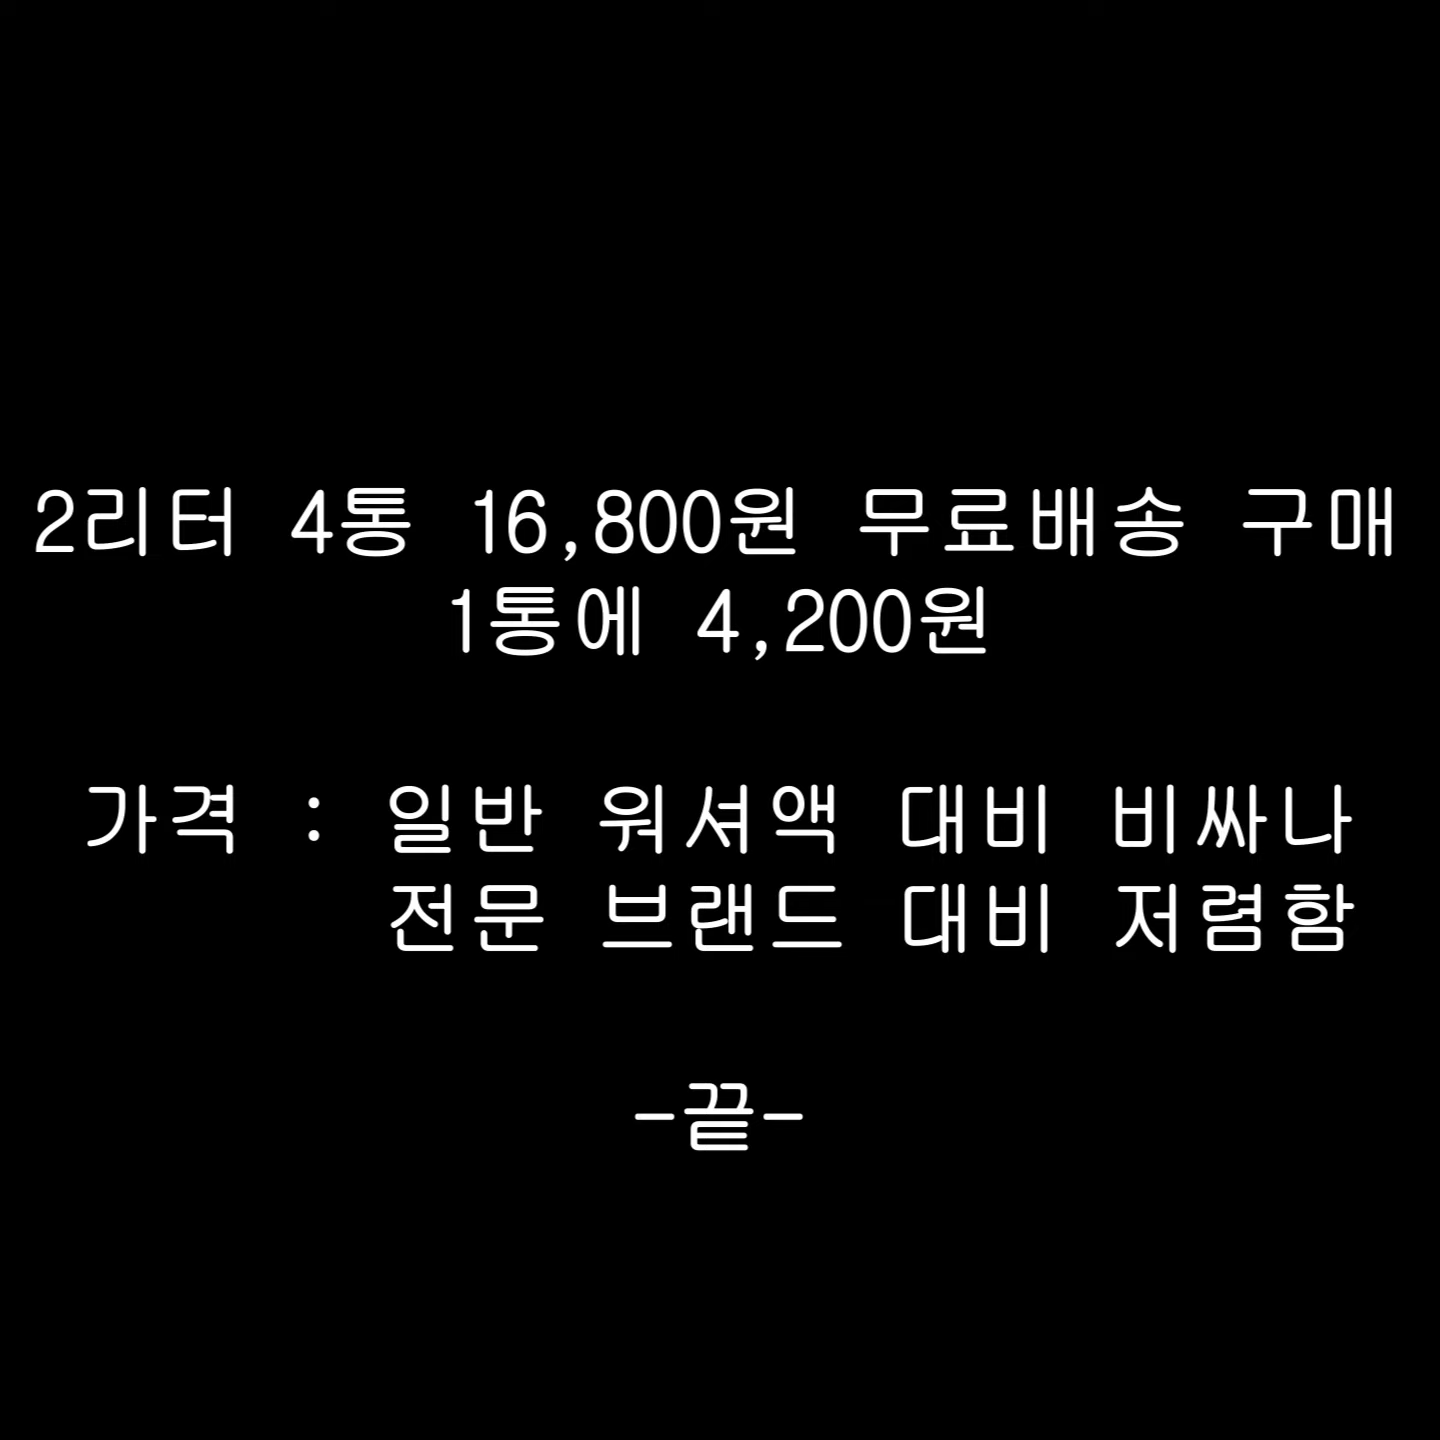 2리터 4통 16,800원 무료배송 구매
1통에 4,200원
가격 : 일반 워셔액 대비 비싸나
전문 브랜드 대비 저렴함
-끝-